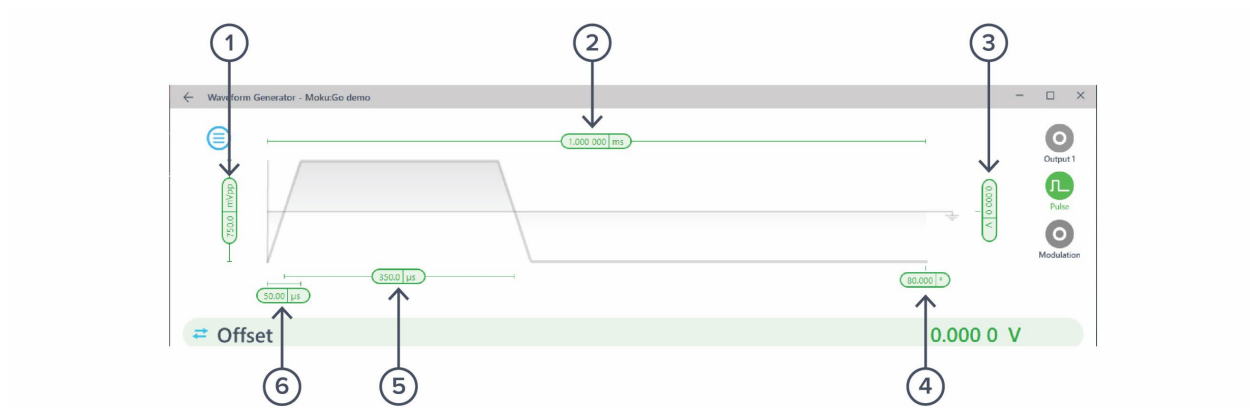 1
2
3
← Waveform Generator - Moku:Go demo
1.000 000 ms
Output 1
750.0 mVpp
0.000 0 V
Pulse
Modulation
350.0 µs
80.000 °
50.00 µs
Offset
0.000 0 V
6
5
4